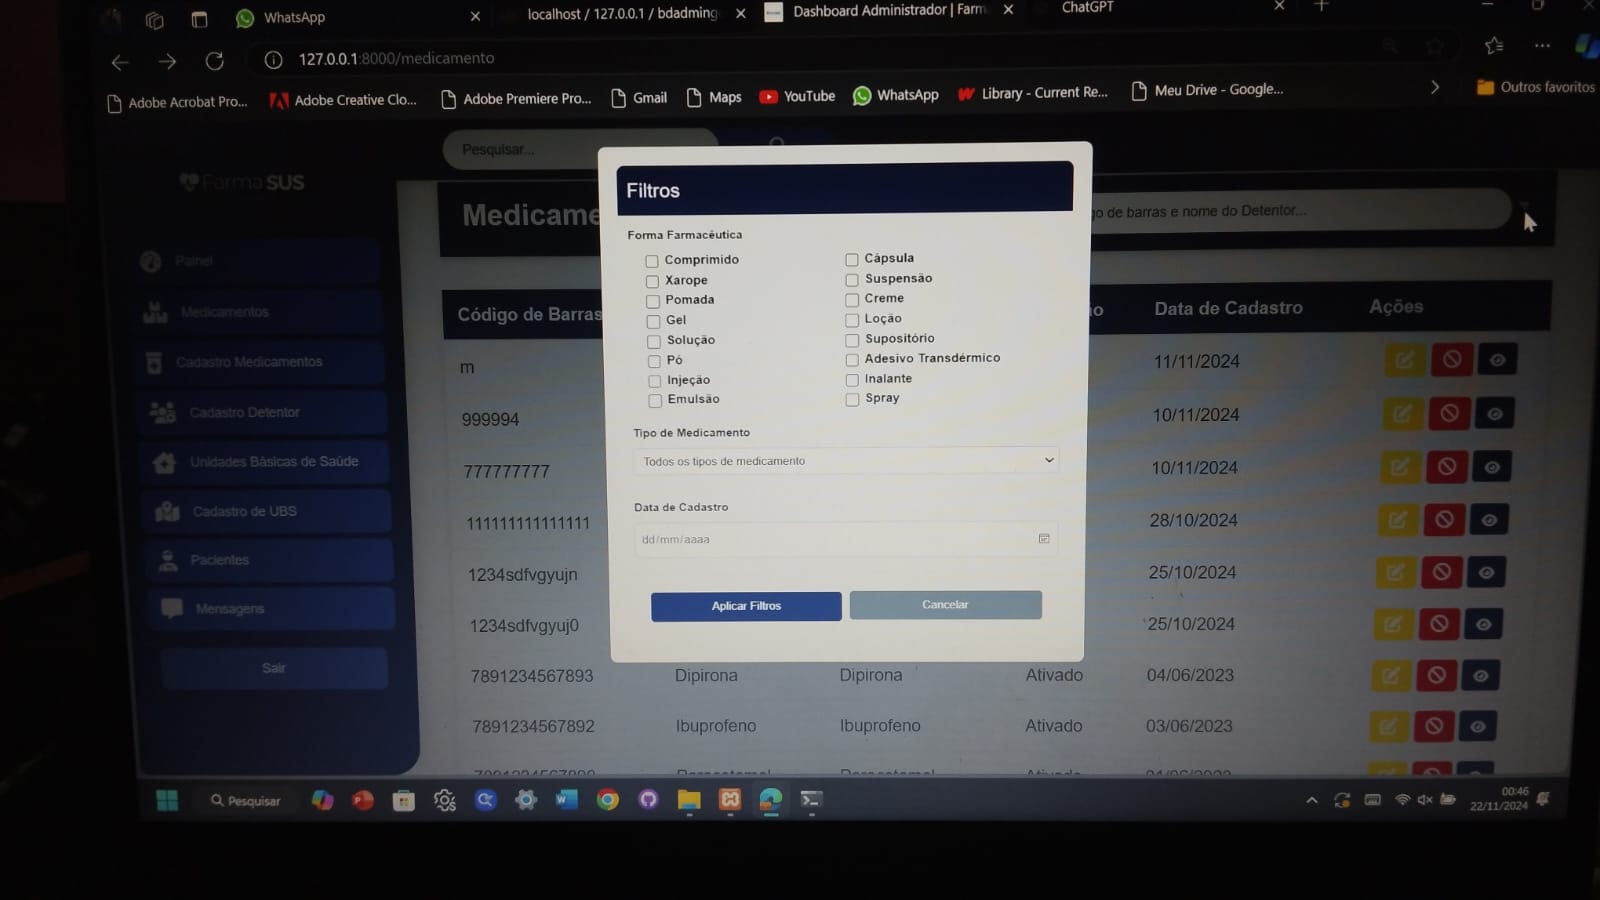 WhatsApp
localhost / 127.0.0.1 / bdadming
Dashboard Administrador | Farm
ChatGPT
127.0.0.1:8000/medicamento
Adobe Acrobat Pro...
Adobe Creative Clo...
Adobe Premiere Pro...
Gmail
Maps
YouTube
WhatsApp
Library - Current Re...
Meu Drive - Google...
Outros favoritos
Pesquisar...
FarmaSUS
Painel
Medicamentos
Cadastro Medicamentos
Cadastro Detentor
Unidades Básicas de Saúde
Cadastro de UBS
Pacientes
Mensagens
Sair
Medicame
go de barras e nome do Detentor...
Código de Barras
o
Data de Cadastro
Ações
m
11/11/2024
999994
10/11/2024
777777777
10/11/2024
111111111111111
28/10/2024
1234sdfvgyujn
25/10/2024
1234sdfvgyuj0
25/10/2024
7891234567893 Dipirona Dipirona Ativado 04/06/2023
7891234567892 Ibuprofeno Ibuprofeno Ativado 03/06/2023
Filtros
Forma Farmacêutica
Comprimido
Cápsula
Xarope
Suspensão
Pomada
Creme
Gel
Loção
Solução
Supositório
Pó
Adesivo Transdérmico
Injeção
Inalante
Emulsão
Spray
Tipo de Medicamento
Todos os tipos de medicamento
Data de Cadastro
dd/mm/aaaa
Aplicar Filtros
Cancelar
Pesquisar
00:46
22/11/2024